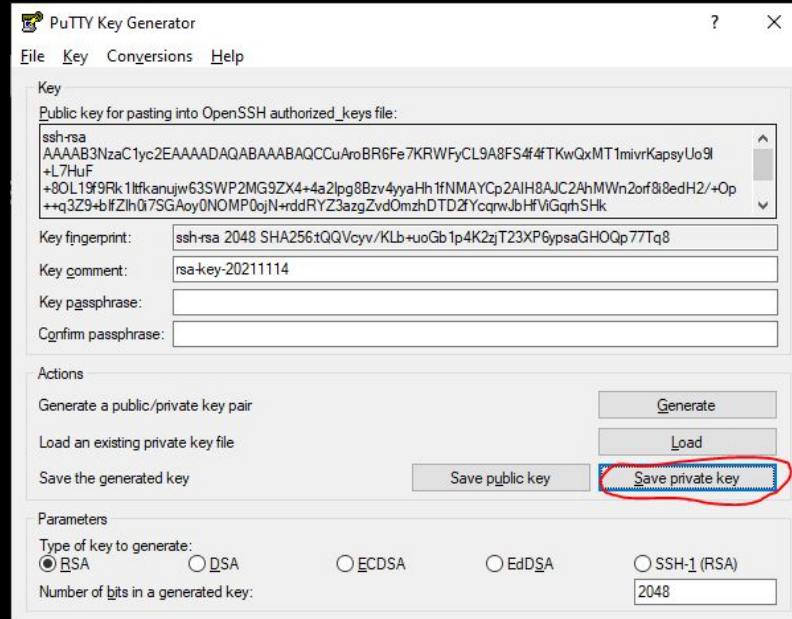 PuTTY Key Generator ? ×
File Key Conversions Help
Key
Public key for pasting into OpenSSH authorized_keys file:
ssh-rsa
AAAAB3NzaC1yc2EAAAADAQABAAABAQCCuAroBR6Fe7KRWFyCL9A8FS4f4fTKwQxMT1mivrKapsyUo9l
+L7HuF
+8OL19f9Rk1ltfkanujw63SWP2MG9ZX4+4a2lpg8Bzv4yyaHh1fNMAYCp2AIH8AJC2AhMWn2orf8i8edH2/+Op
++q3Z9+blfZlh0i7SGAoy0NOMP0ojN+rddRYZ3azgZvdOmzhDTD2fYcqrwJbHfViGqrhSHk
Key fingerprint: ssh-rsa 2048 SHA256:tQQVcyv/KLb+uoGb1p4K2zjT23XP6ypsaGHOQp77Tq8
Key comment: rsa-key-20211114
Key passphrase:
Confirm passphrase:
Actions
Generate a public/private key pair Generate
Load an existing private key file Load
Save the generated key Save public key Save private key
Parameters
Type of key to generate:
RSA DSA ECDSA EdDSA SSH-1 (RSA)
Number of bits in a generated key: 2048